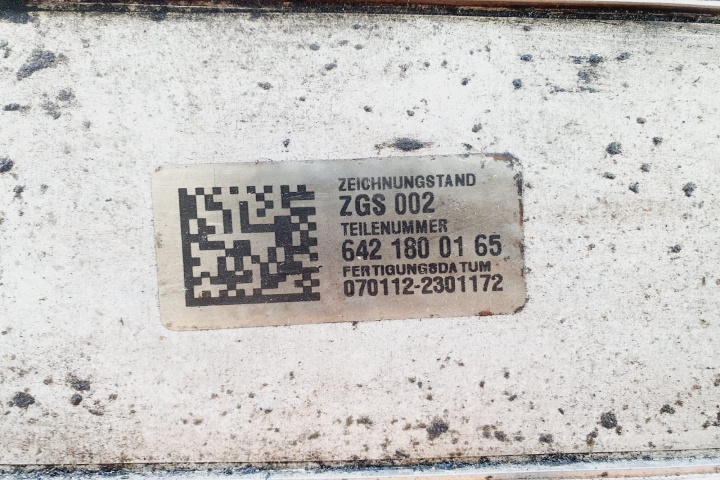 ZEICHNUNGSTAND
ZGS 002
TEILENUMMER
642 180 01 65
FERTIGUNGSDATUM
070112-2301172